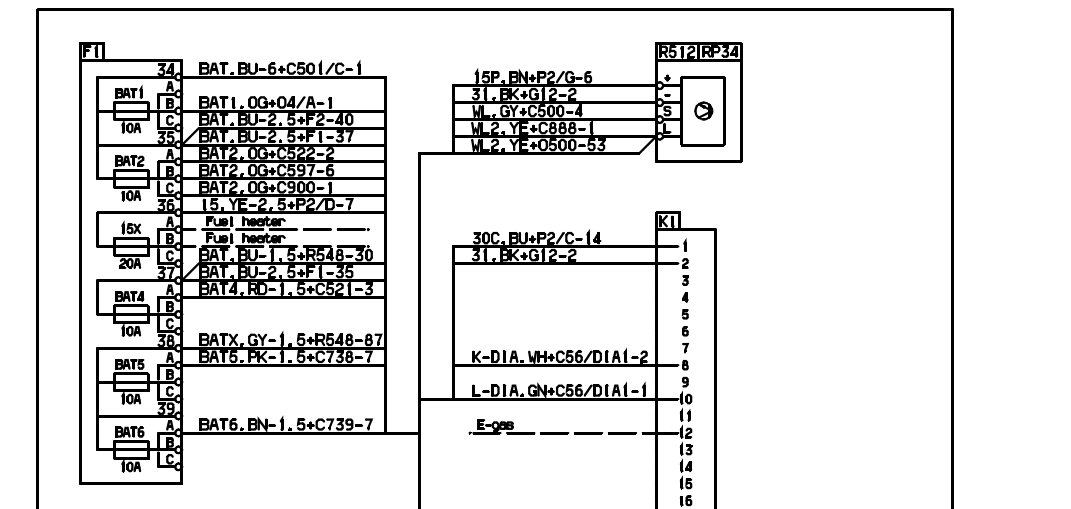 F1
34
BAT.BU-6+C501/C-1
A
BAT1
B
BAT1.OG+04/A-1
10A
C
BAT.BU-2.5+F2-40
35
BAT.BU-2.5+F1-37
A
BAT2.OG+C522-2
BAT2
B
BAT2.OG+C597-6
10A
C
BAT2.OG+C900-1
36
15.YE-2.5+P2/D-7
A
Fuel heater
15X
B
Fuel heater
20A
C
BAT.BU-1.5+R548-30
37
BAT.BU-2.5+F1-35
A
BAT4.RD-1.5+C521-3
BAT4
B
10A
C
38
BATX.GY-1.5+R548-87
A
BAT5.PK-1.5+C738-7
BAT5
B
10A
C
39
A
BAT6.BN-1.5+C739-7
BAT6
B
10A
C
R512 RP34
15P.BN+P2/G-6
+
31.BK+G12-2
-
WL.GY+C500-4
S
WL2.YE+C888-1
L
WL2.YE+O500-53
K1
30C.BU+P2/C-14
1
31.BK+G12-2
2
3
4
5
6
7
K-DIA.WH+C56/DIA1-2
8
9
L-DIA.GN+C56/DIA1-1
10
11
E-gas
12
13
14
15
16